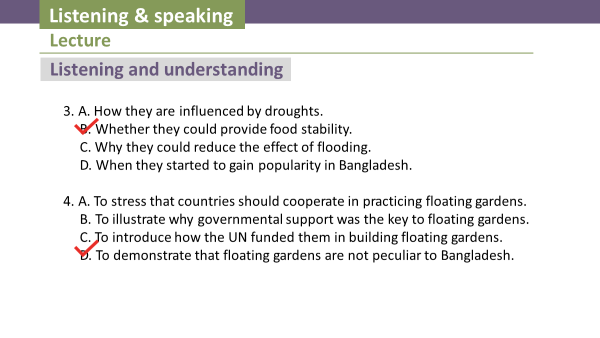 Listening & speaking
Lecture
Listening and understanding
3. A. How they are influenced by droughts.
B. Whether they could provide food stability.
C. Why they could reduce the effect of flooding.
D. When they started to gain popularity in Bangladesh.
4. A. To stress that countries should cooperate in practicing floating gardens.
B. To illustrate why governmental support was the key to floating gardens.
C. To introduce how the UN funded them in building floating gardens.
D. To demonstrate that floating gardens are not peculiar to Bangladesh.